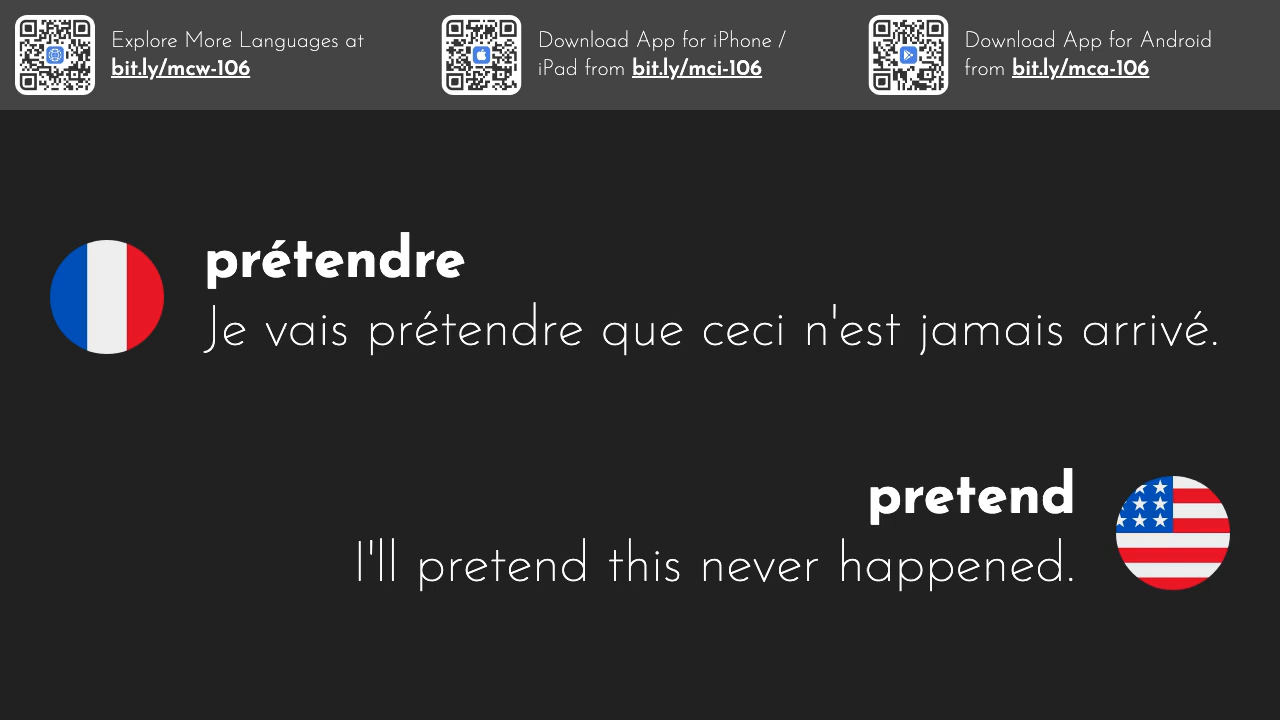 Explore More Languages at
bit.ly/mcw-106
Download App for iPhone /
iPad from bit.ly/mci-106
Download App for Android
from bit.ly/mca-106
prétendre
Je vais prétendre que ceci n'est jamais arrivé.
pretend
I'll pretend this never happened.